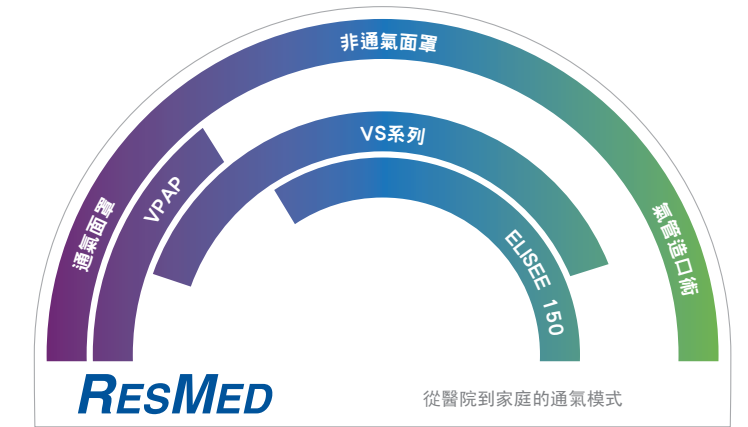 非通氣面罩
VS系列
通氣面罩
VPAP
ELISEE 150
氣管造口術
RESMED
從醫院到家庭的通氣模式